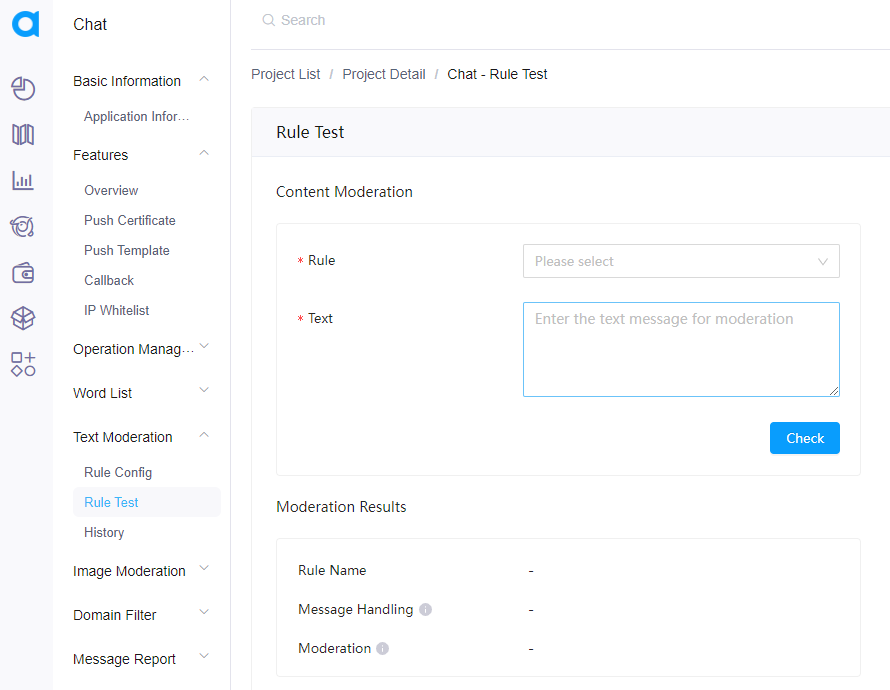 Chat
Search
Basic Information
Application Infor...
Features
Overview
Push Certificate
Push Template
Callback
IP Whitelist
Operation Manag...
Word List
Text Moderation
Rule Config
Rule Test
History
Image Moderation
Domain Filter
Message Report
Project List / Project Detail / Chat - Rule Test
Rule Test
Content Moderation
* Rule
Please select
* Text
Enter the text message for moderation
Check
Moderation Results
Rule Name -
Message Handling -
Moderation -